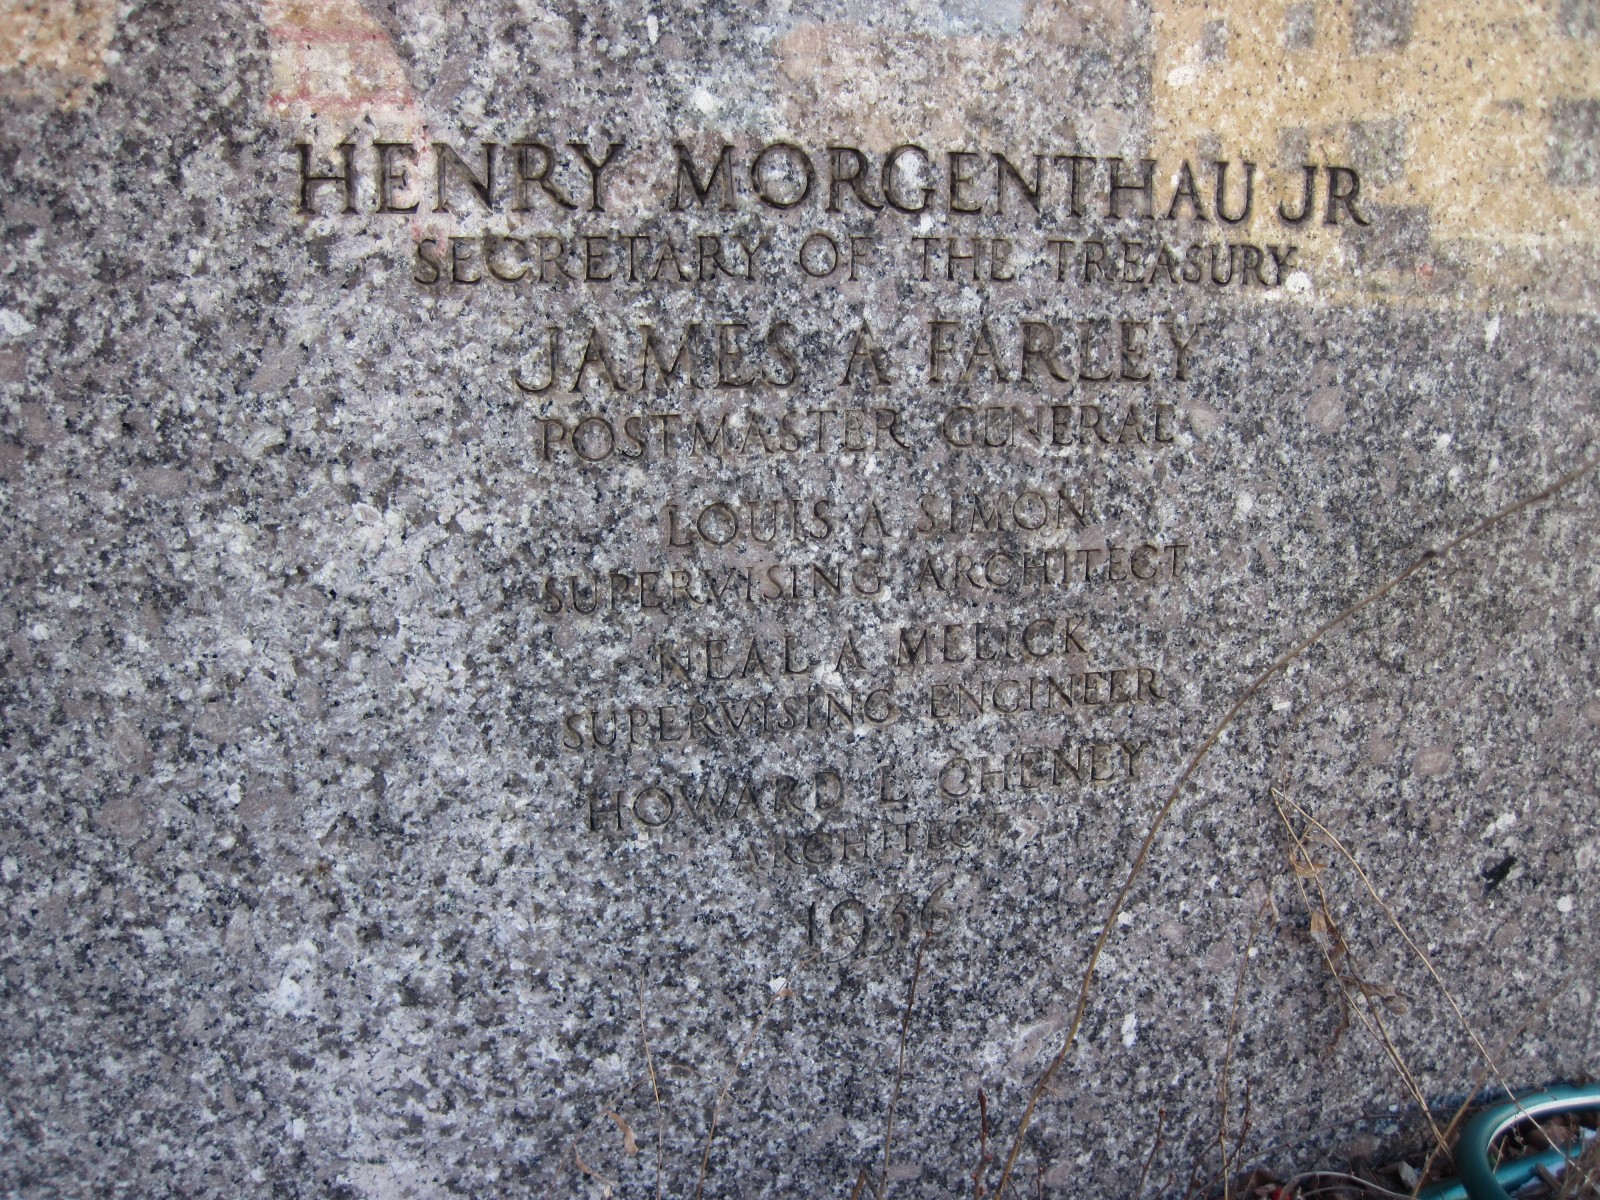 HENRY MORGENTHAU JR
SECRETARY OF THE TREASURY
JAMES A FARLEY
POSTMASTER GENERAL
LOUIS A SIMON
SUPERVISING ARCHITECT
NEAL A MELICK
SUPERVISING ENGINEER
HOWARD L CHENEY
ARCHITECT
1936